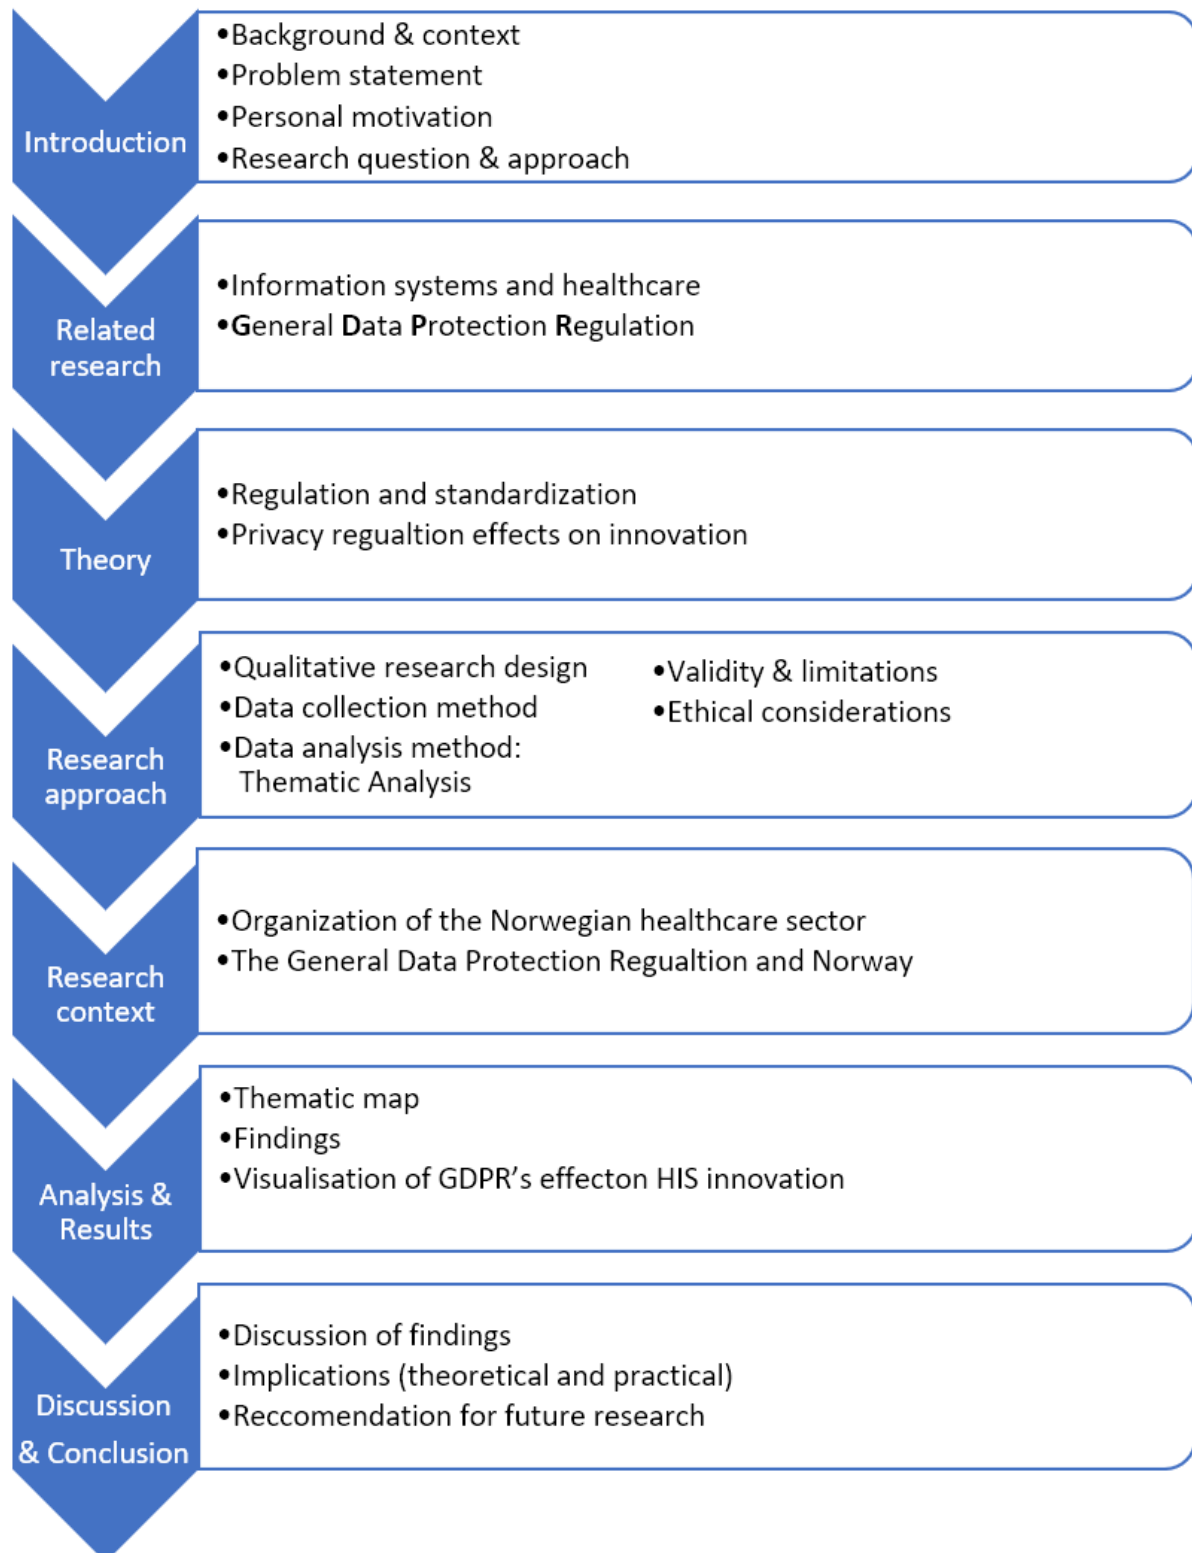 Introduction
•Background & context
•Problem statement
•Personal motivation
•Research question & approach
Related
research
•Information systems and healthcare
•General Data Protection Regulation
Theory
•Regulation and standardization
•Privacy regualtion effects on innovation
Research
approach
•Qualitative research design
•Data collection method
•Data analysis method:
Thematic Analysis
•Validity & limitations
•Ethical considerations
Research
context
•Organization of the Norwegian healthcare sector
•The General Data Protection Regualtion and Norway
Analysis &
Results
•Thematic map
•Findings
•Visualisation of GDPR’s effecton HIS innovation
Discussion
& Conclusion
•Discussion of findings
•Implications (theoretical and practical)
•Reccomendation for future research